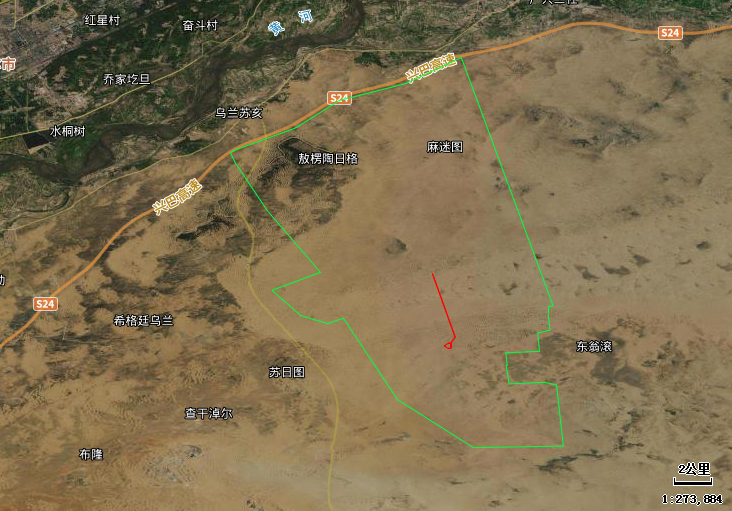 红星村
奋斗村
黄河
S24
市
兴巴高速
乔家圪旦
S24
乌兰苏亥
水桐树
麻迷图
敖楞陶日格
兴巴高速
S24
希格廷乌兰
东翁滚
苏日图
查干淖尔
布隆
2公里
1:273,884